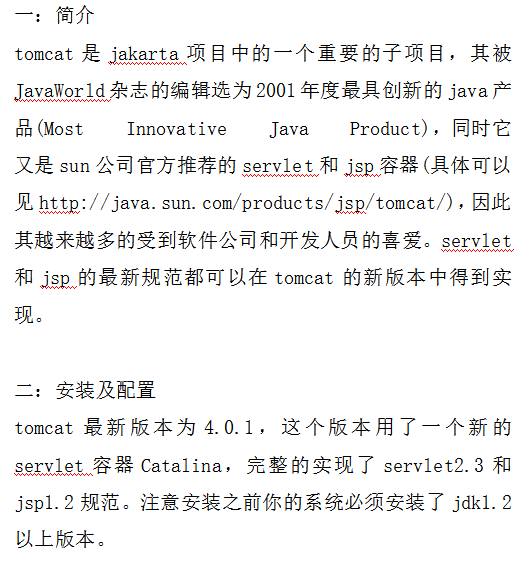 一：简介
tomcat 是 jakarta 项目中的一个重要的子项目，其被
JavaWorld 杂志的编辑选为 2001 年度最具创新的 java 产
品(Most Innovative Java Product)，同时它
又是 sun 公司官方推荐的 servlet 和 jsp 容器(具体可以
见 http://java.sun.com/products/jsp/tomcat/)，因此
其越来越多的受到软件公司和开发人员的喜爱。servlet
和 jsp 的最新规范都可以在 tomcat 的新版本中得到实
现。
二：安装及配置
tomcat 最新版本为 4.0.1，这个版本用了一个新的
servlet 容器 Catalina，完整的实现了 servlet2.3 和
jsp1.2 规范。注意安装之前你的系统必须安装了 jdk1.2
以上版本。